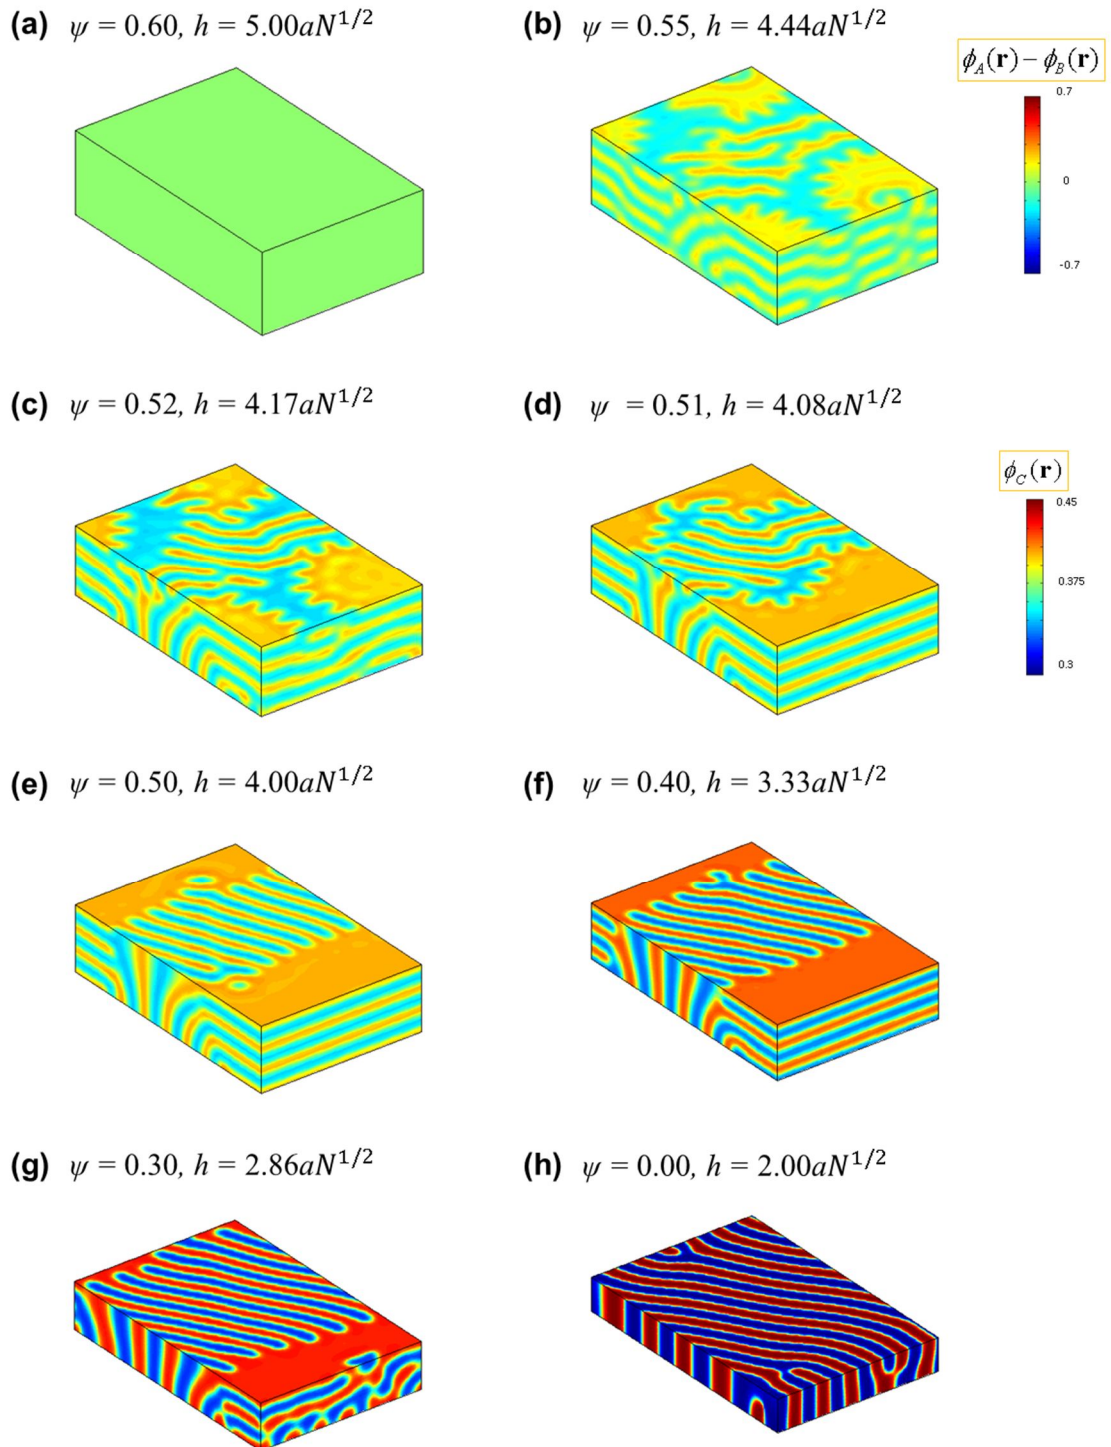 (a) ψ = 0.60, h = 5.00aN^{1/2}
(b) ψ = 0.55, h = 4.44aN^{1/2}
ϕ_A(r) − ϕ_B(r)
0.7
0
-0.7
(c) ψ = 0.52, h = 4.17aN^{1/2}
(d) ψ = 0.51, h = 4.08aN^{1/2}
ϕ_C(r)
0.45
0.375
0.3
(e) ψ = 0.50, h = 4.00aN^{1/2}
(f) ψ = 0.40, h = 3.33aN^{1/2}
(g) ψ = 0.30, h = 2.86aN^{1/2}
(h) ψ = 0.00, h = 2.00aN^{1/2}